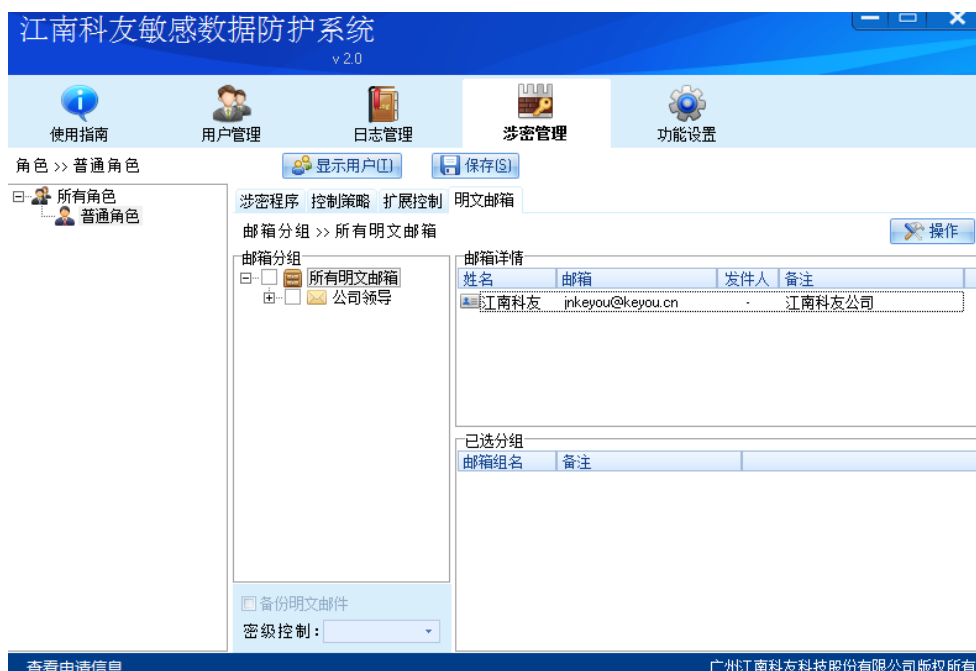 江南科友敏感数据防护系统
v 2.0
使用指南 用户管理 日志管理 涉密管理 功能设置
角色 >> 普通角色 显示用户(I) 保存(S)
所有角色
普通角色
涉密程序 控制策略 扩展控制 明文邮箱
邮箱分组 >> 所有明文邮箱 操作
邮箱分组
所有明文邮箱
公司领导
邮箱详情
姓名 邮箱 发件人 备注
江南科友 jnkeyou@keyou.cn - 江南科友公司
已选分组
邮箱组名 备注
备份明文邮件
密级控制:
查看申请信息 广州江南科友科技股份有限公司版权所有